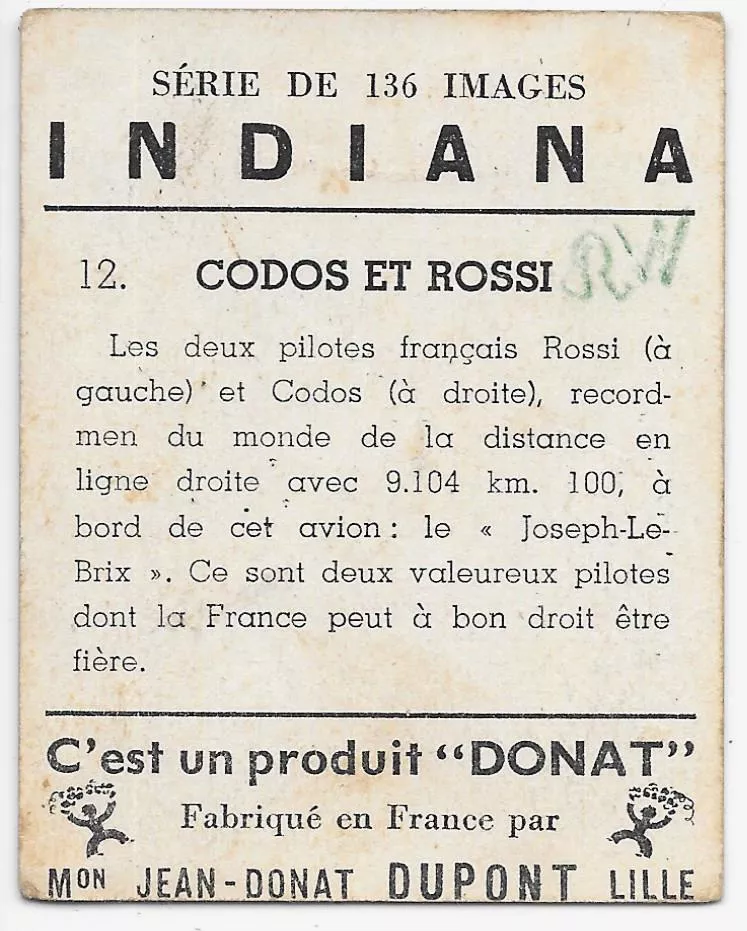 SÉRIE DE 136 IMAGES
INDIANA
12. CODOS ET ROSSI
Les deux pilotes français Rossi (à
gauche) et Codos (à droite), record-
men du monde de la distance en
ligne droite avec 9.104 km. 100, à
bord de cet avion : le « Joseph-Le-
Brix ». Ce sont deux valeureux pilotes
dont la France peut à bon droit être
fière.
C'est un produit “DONAT”
Fabriqué en France par
MON JEAN-DONAT DUPONT LILLE